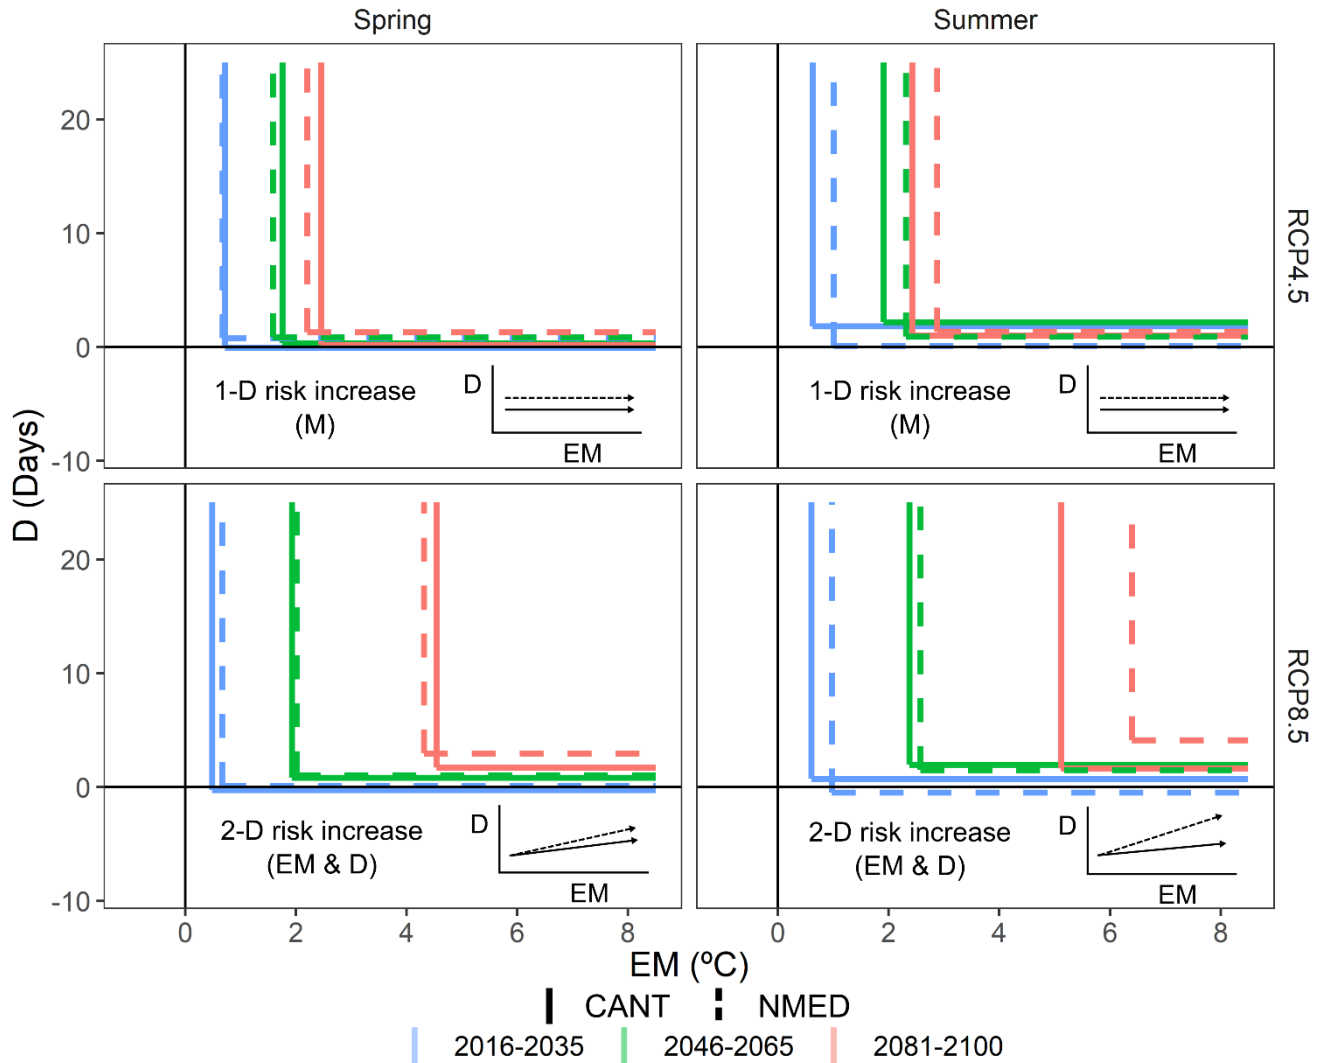 Spring
Summer
20
10
0
-10
1-D risk increase
(M)
D
EM
1-D risk increase
(M)
D
EM
RCP4.5
D (Days)
20
10
0
-10
2-D risk increase
(EM & D)
D
EM
2-D risk increase
(EM & D)
D
EM
RCP8.5
0 2 4 6 8
0 2 4 6 8
EM (ºC)
CANT NMED
2016-2035 2046-2065 2081-2100